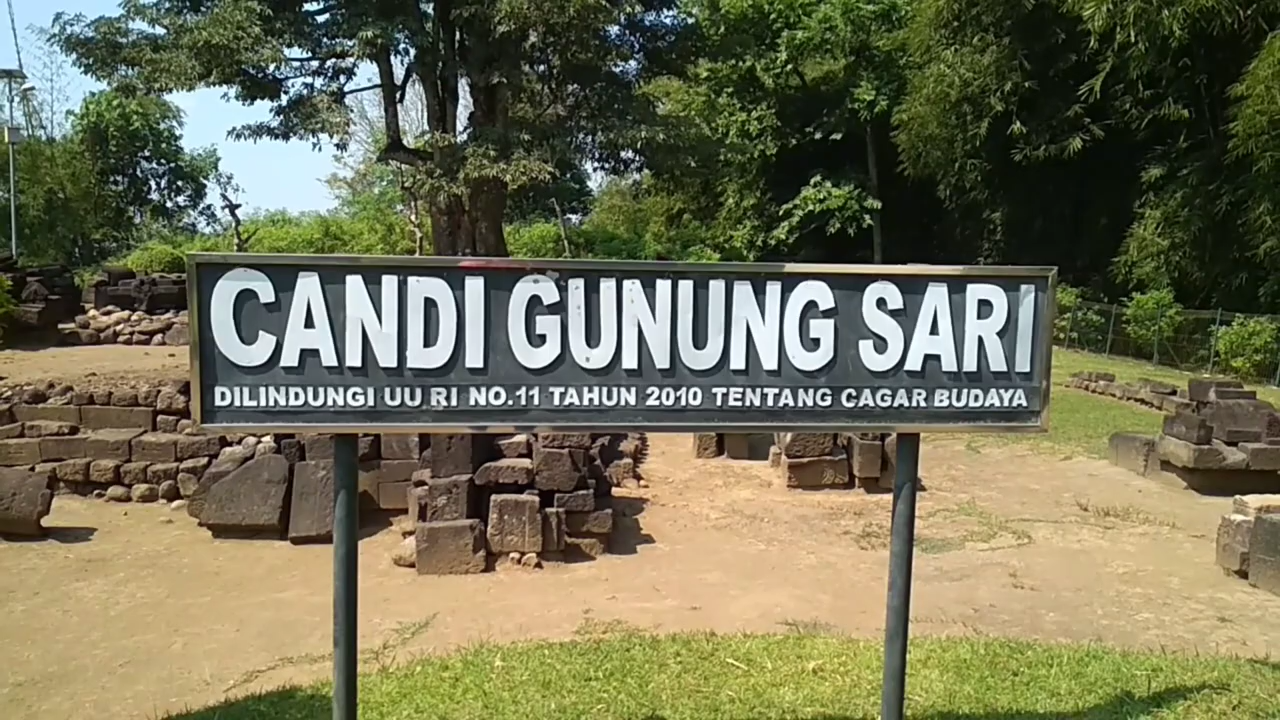 CANDI GUNUNG SARI
DILINDUNGI UU RI NO.11 TAHUN 2010 TENTANG CAGAR BUDAYA